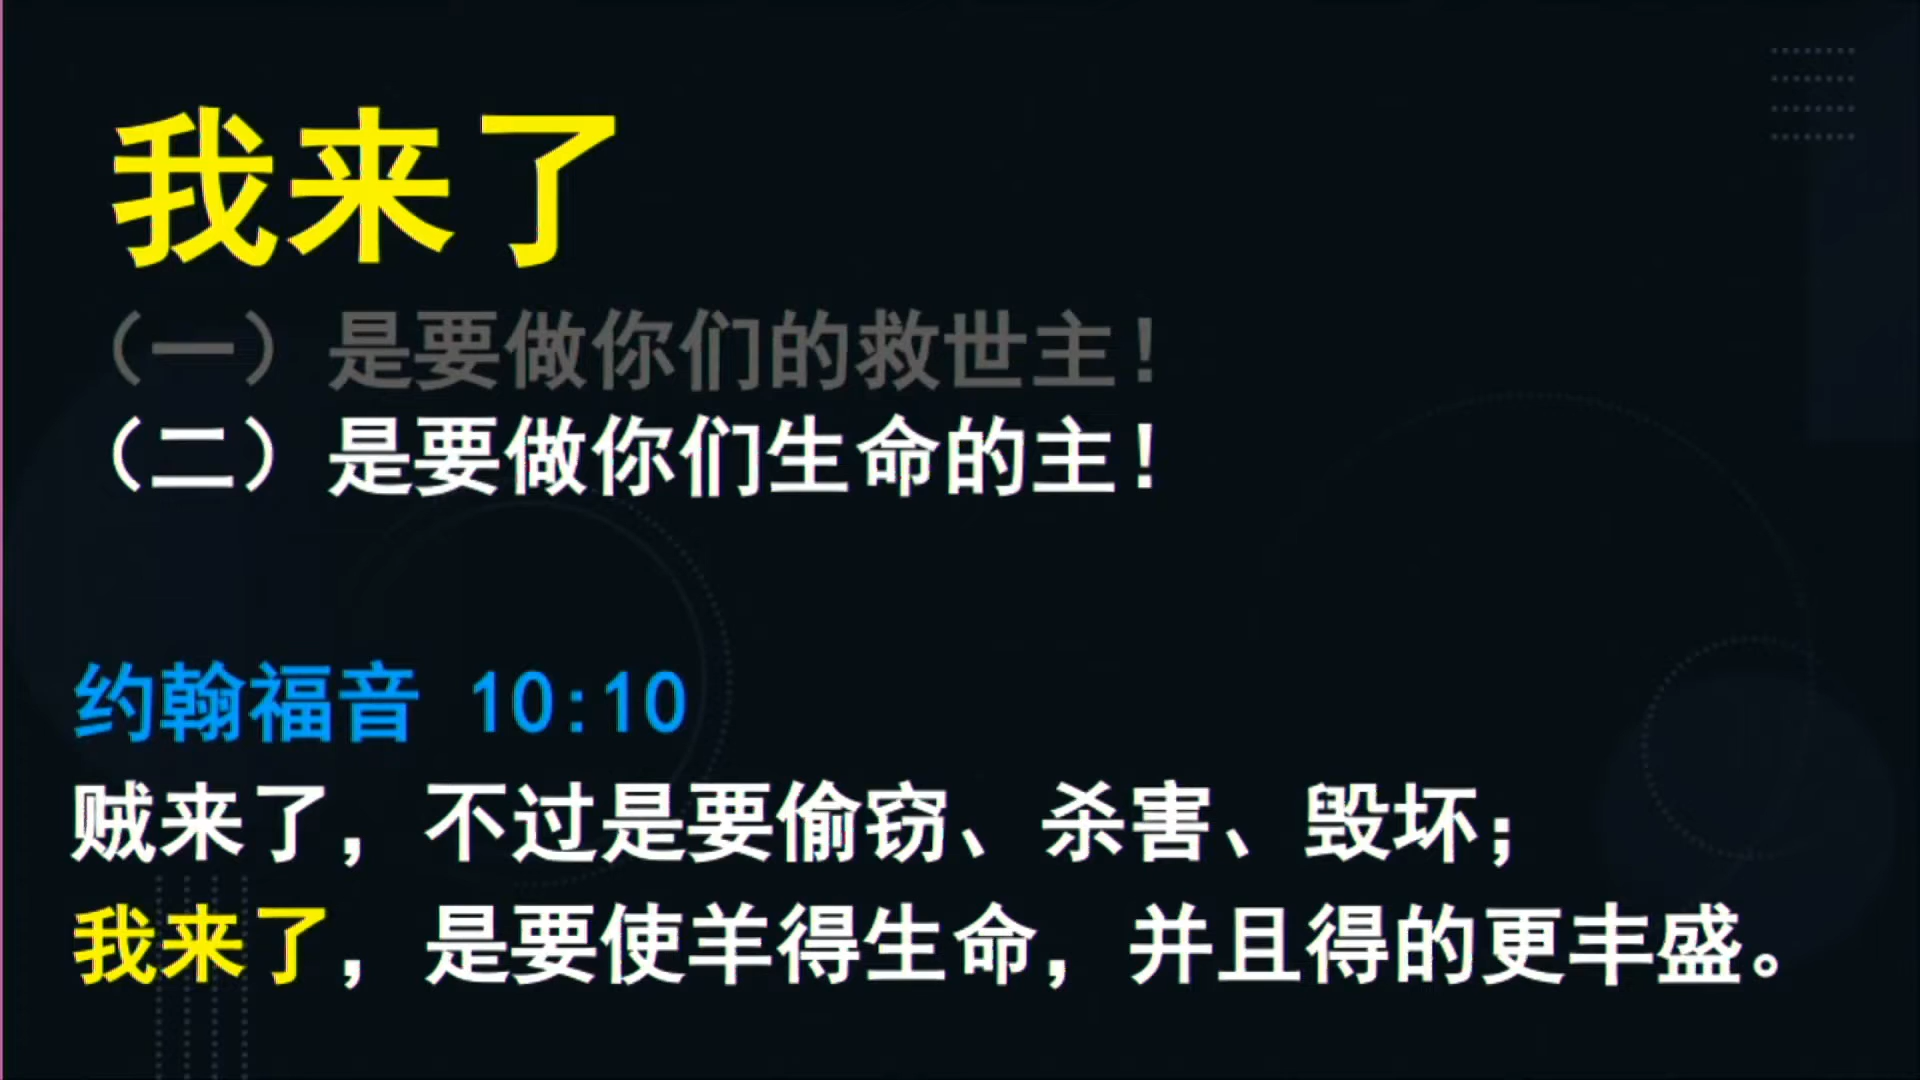 我来了
（一）是要做你们的救世主！
（二）是要做你们生命的主！
约翰福音 10:10
贼来了，不过是要偷窃、杀害、毁坏；
我来了，是要使羊得生命，并且得的更丰盛。